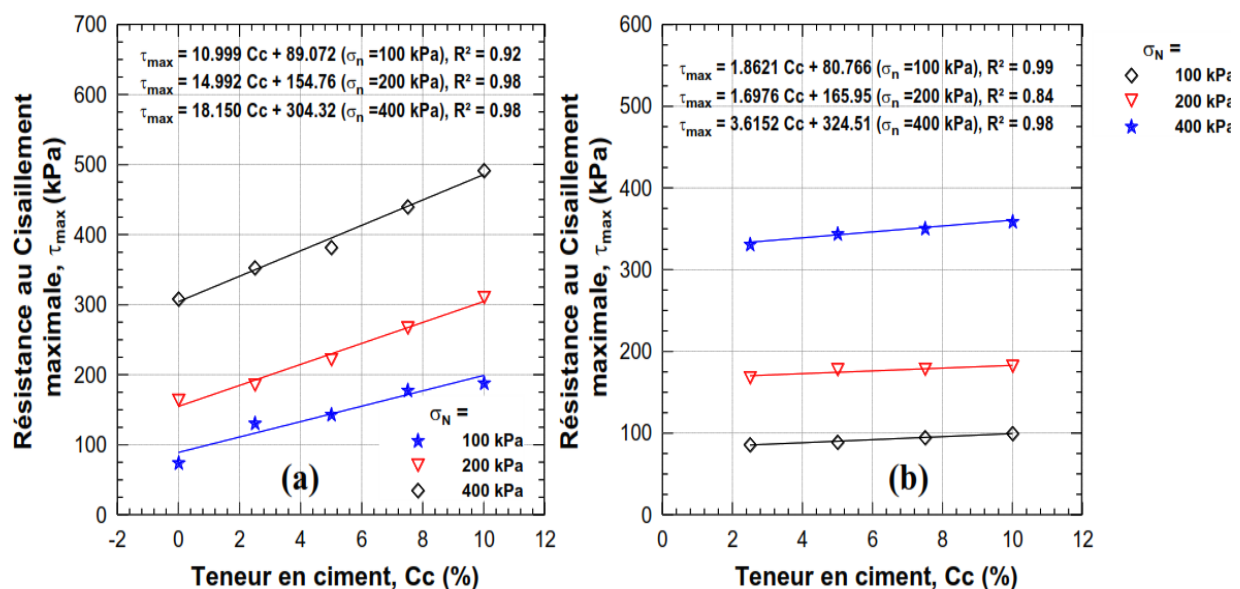 τmax = 10.999 Cc + 89.072 (σn =100 kPa), R² = 0.92
τmax = 14.992 Cc + 154.76 (σn =200 kPa), R² = 0.98
τmax = 18.150 Cc + 304.32 (σn =400 kPa), R² = 0.98
700
600
500
400
300
200
100
0
Résistance au Cisaillement
maximale, τmax (kPa)
σN =
100 kPa
200 kPa
400 kPa
(a)
-2 0 2 4 6 8 10 12
Teneur en ciment, Cc (%)
τmax = 1.8621 Cc + 80.766 (σn =100 kPa), R² = 0.99
τmax = 1.6976 Cc + 165.95 (σn =200 kPa), R² = 0.84
τmax = 3.6152 Cc + 324.51 (σn =400 kPa), R² = 0.98
600
500
400
300
200
100
0
Résistance au Cisaillement
maximale, τmax (kPa)
(b)
0 2 4 6 8 10 12
Teneur en ciment, Cc (%)
σN =
100 kPa
200 kPa
400 kPa